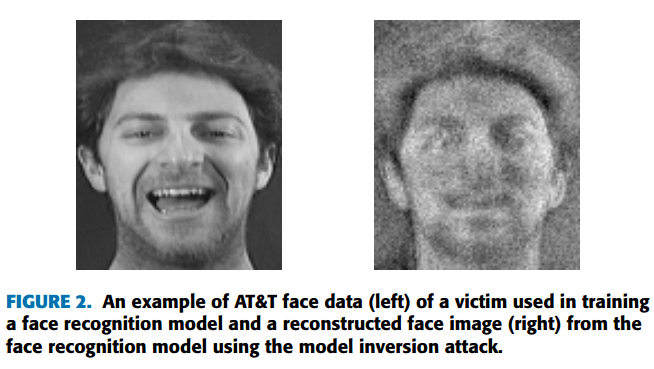 FIGURE 2. An example of AT&T face data (left) of a victim used in training
a face recognition model and a reconstructed face image (right) from the
face recognition model using the model inversion attack.